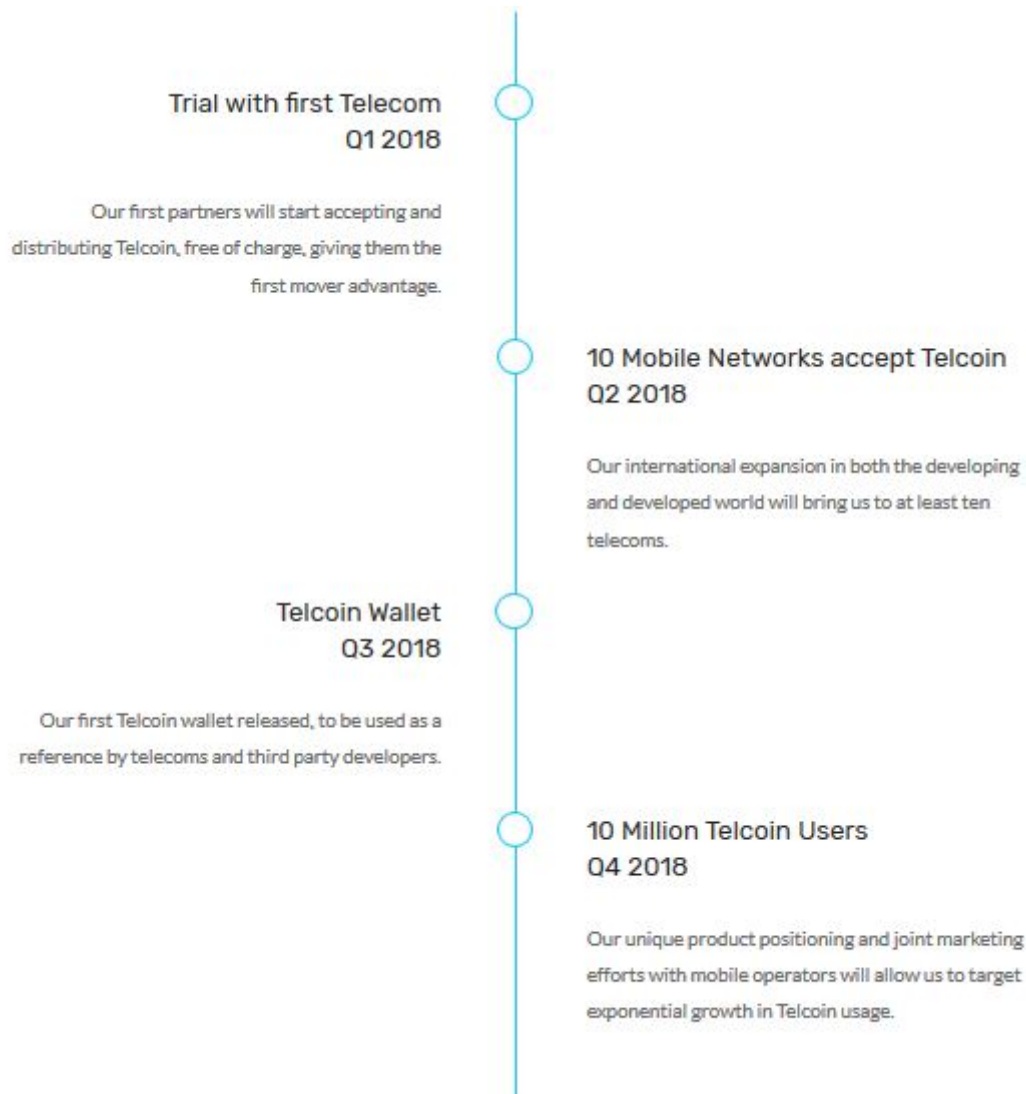 Trial with first Telecom
Q1 2018
Our first partners will start accepting and
distributing Telcoin, free of charge, giving them the
first mover advantage.
10 Mobile Networks accept Telcoin
Q2 2018
Our international expansion in both the developing
and developed world will bring us to at least ten
telecoms.
Telcoin Wallet
Q3 2018
Our first Telcoin wallet released, to be used as a
reference by telecoms and third party developers.
10 Million Telcoin Users
Q4 2018
Our unique product positioning and joint marketing
efforts with mobile operators will allow us to target
exponential growth in Telcoin usage.